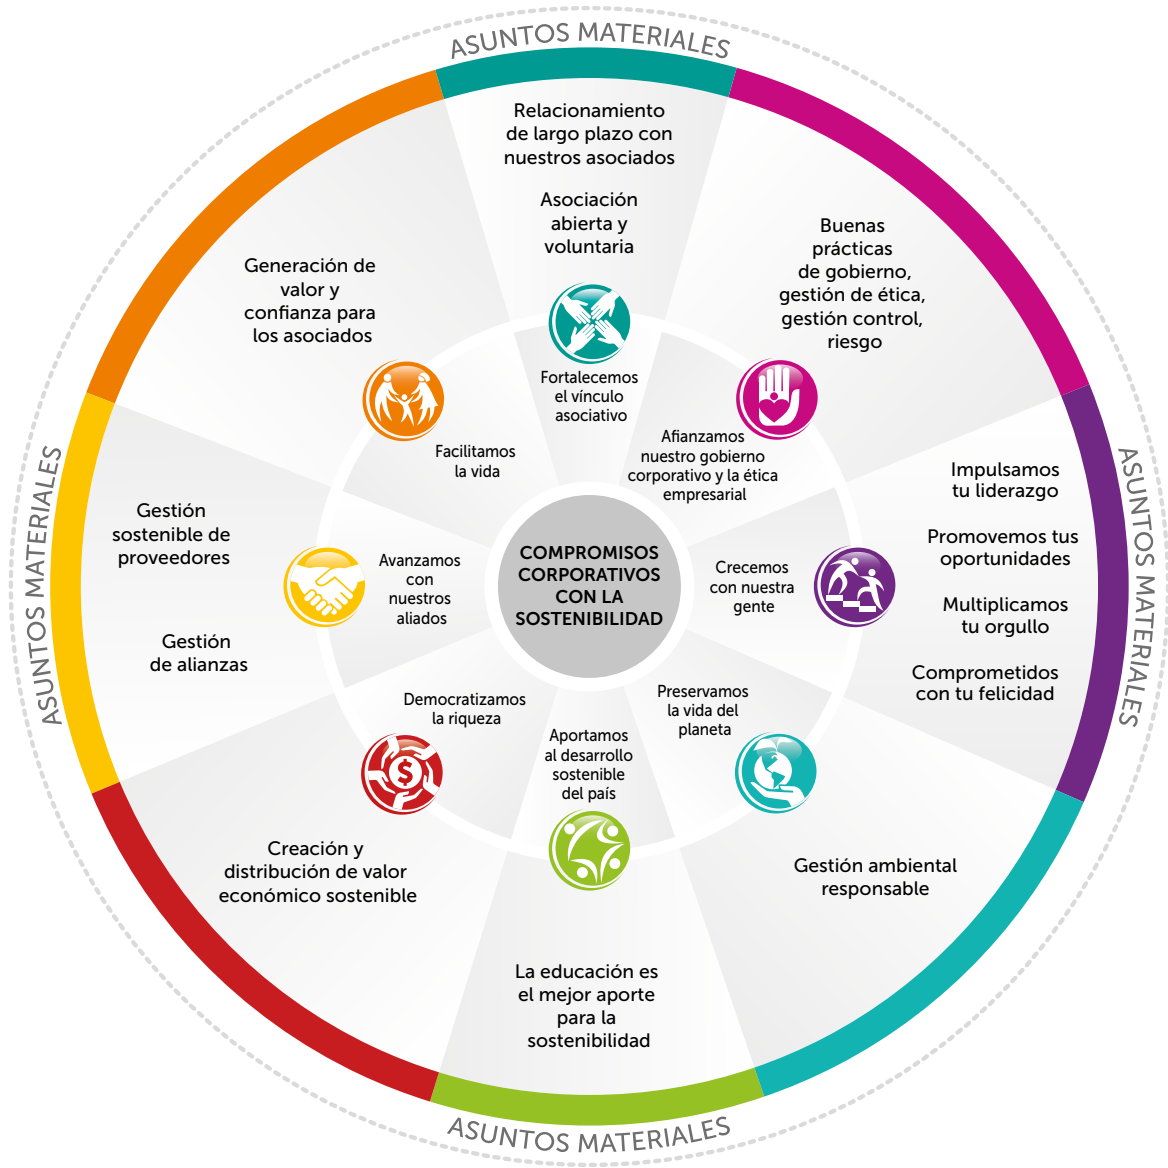 ASUNTOS MATERIALES
Relacionamiento
de largo plazo con
nuestros asociados
Asociación
abierta y
voluntaria
Fortalecemos
el vínculo
asociativo
Buenas
prácticas
de gobierno,
gestión de ética,
gestión control,
riesgo
Afianzamos
nuestro gobierno
corporativo y la ética
empresarial
ASUNTOS MATERIALES
Impulsamos
tu liderazgo
Promovemos tus
oportunidades
Multiplicamos
tu orgullo
Comprometidos
con tu felicidad
Crecemos
con nuestra
gente
Preservamos
la vida del
planeta
Gestión ambiental
responsable
Aportamos
al desarrollo
sostenible
del país
La educación es
el mejor aporte
para la
sostenibilidad
ASUNTOS MATERIALES
Democratizamos
la riqueza
$
Creación y
distribución de valor
económico sostenible
Avanzamos
con
nuestros
aliados
Gestión
sostenible de
proveedores
Gestión
de alianzas
ASUNTOS MATERIALES
Generación de
valor y
confianza para
los asociados
Facilitamos
la vida
COMPROMISOS
CORPORATIVOS
CON LA
SOSTENIBILIDAD